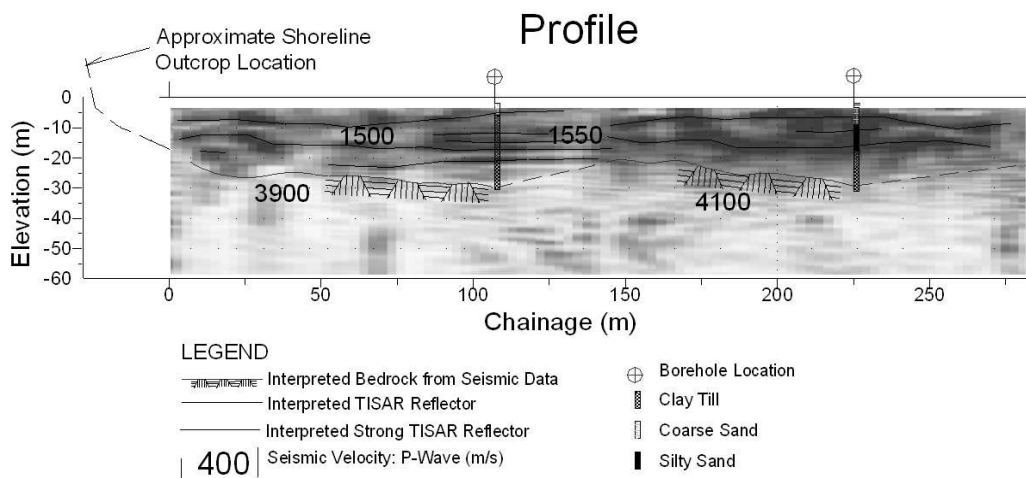 Profile
Approximate Shoreline
Outcrop Location
0
-10
-20
-30
-40
-50
-60
Elevation (m)
1500
1550
3900
4100
0
50
100
150
200
250
Chainage (m)
LEGEND
Interpreted Bedrock from Seismic Data
Interpreted TISAR Reflector
Interpreted Strong TISAR Reflector
400 Seismic Velocity: P-Wave (m/s)
Borehole Location
Clay Till
Coarse Sand
Silty Sand